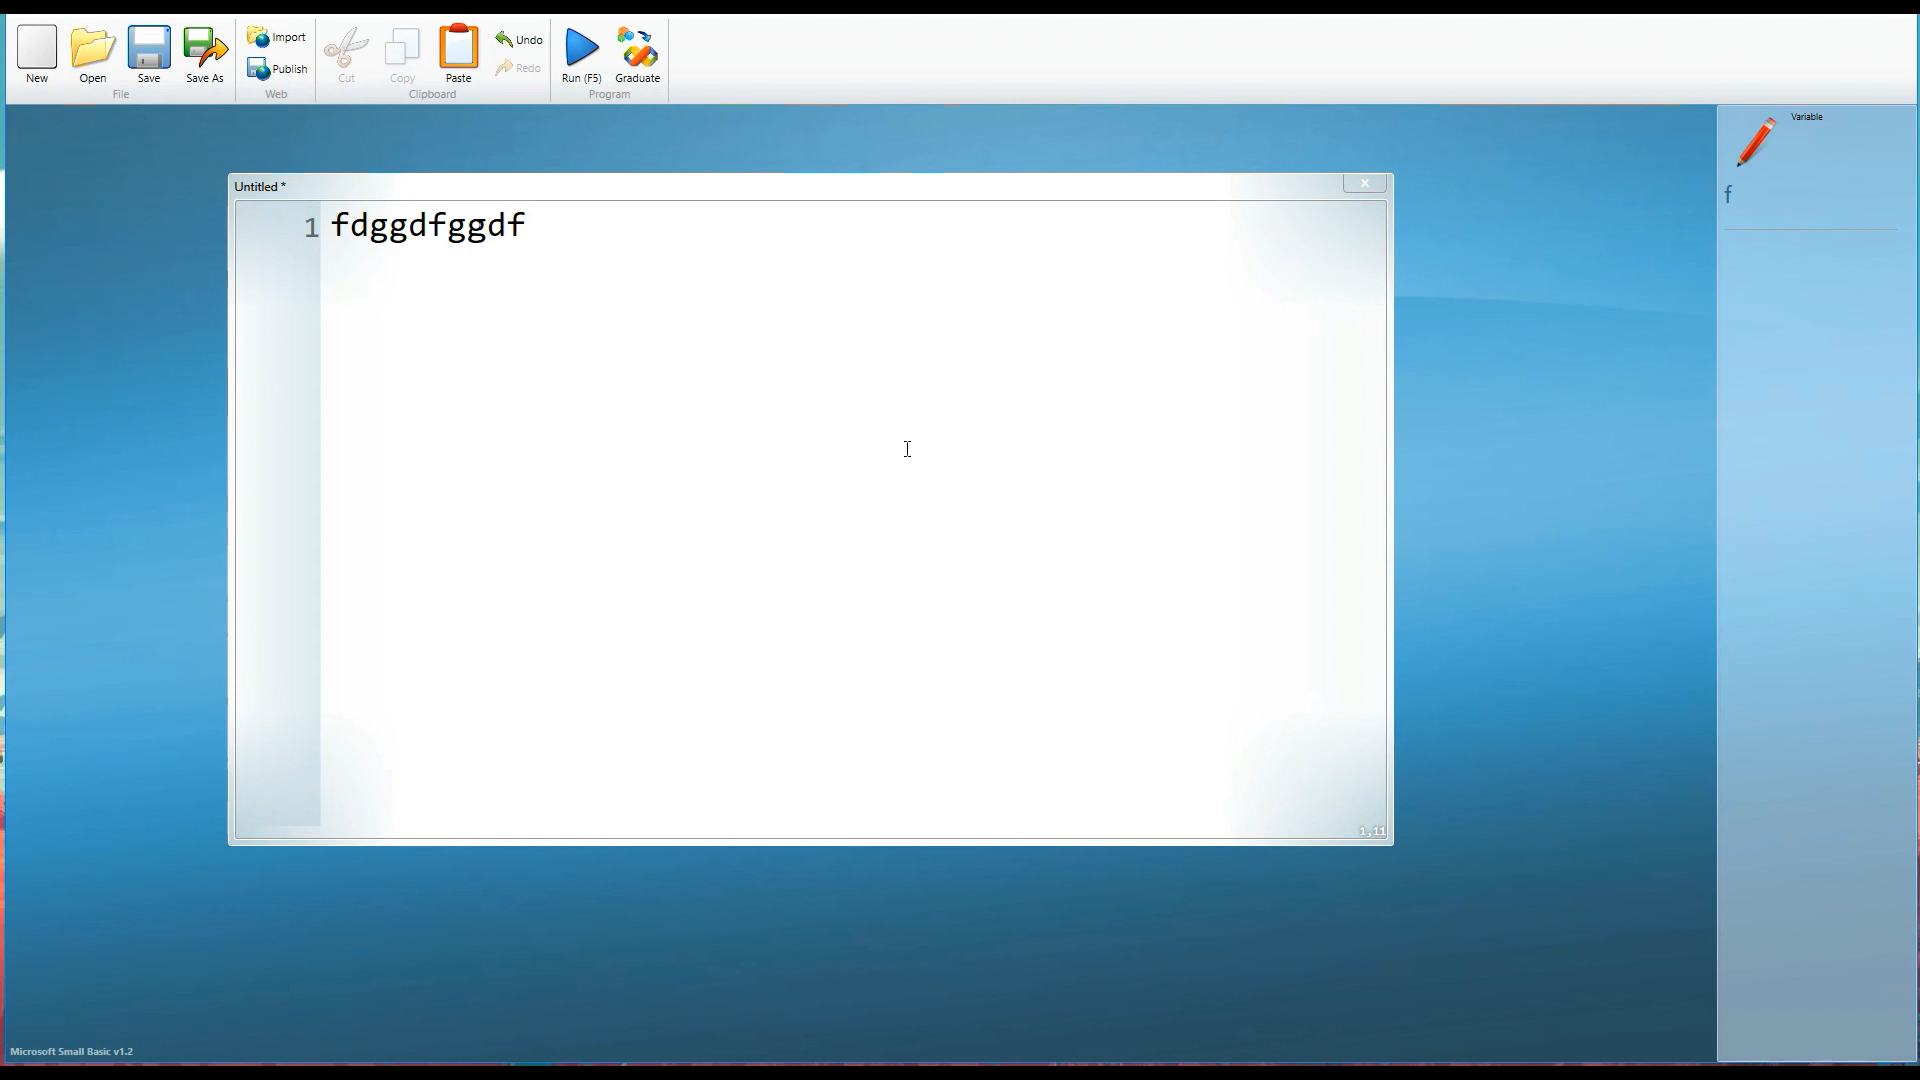 New
Open
Save
Save As
File
Import
Publish
Web
Cut
Copy
Paste
Undo
Redo
Clipboard
Run (F5)
Graduate
Program
Variable
f
Untitled *
x
1 fdggdfggdf
1,11
Microsoft Small Basic v1.2